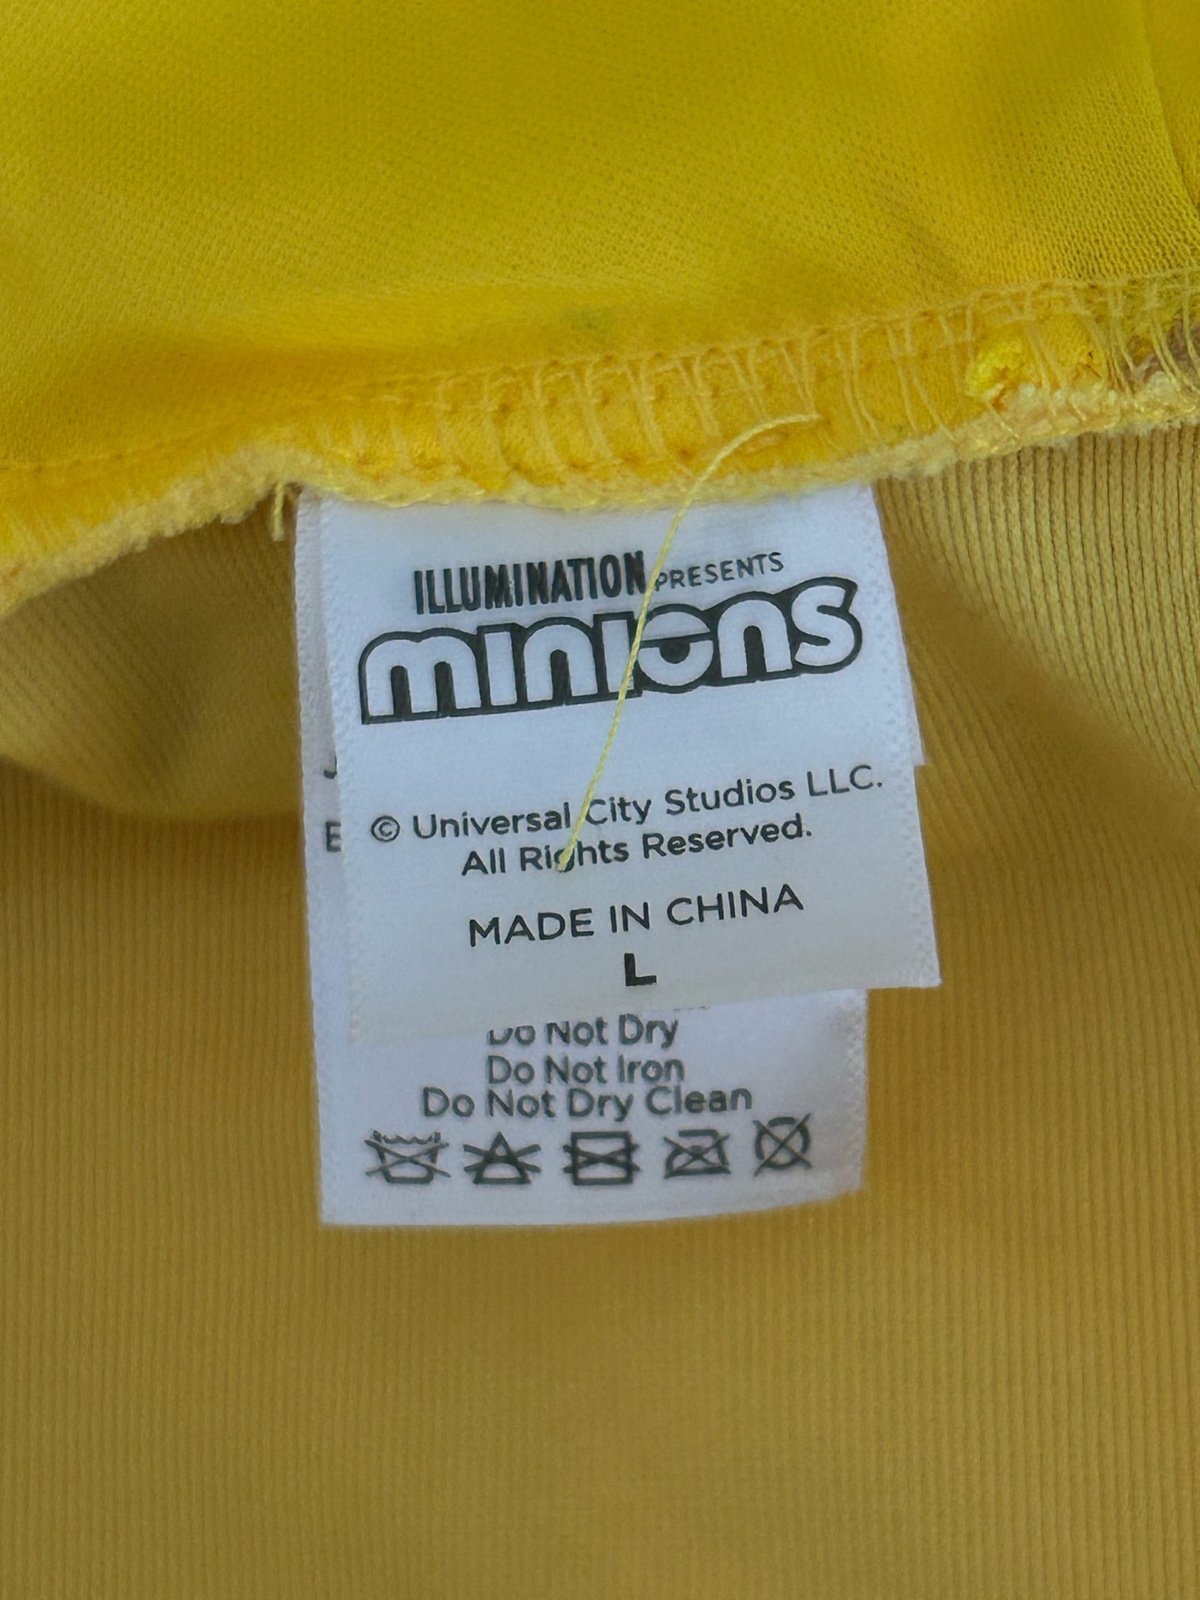 ILLUMINATION PRESENTS
minions
© Universal City Studios LLC.
All Rights Reserved.
MADE IN CHINA
L
Do Not Dry
Do Not Iron
Do Not Dry Clean